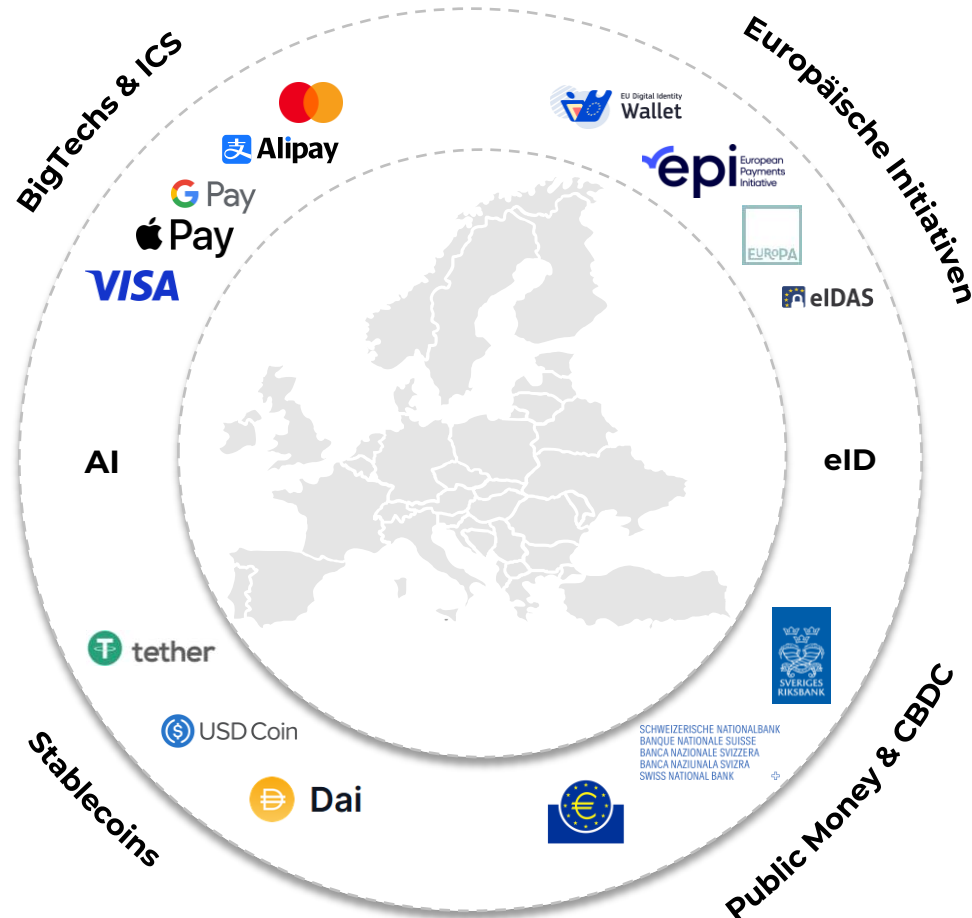 BigTechs & ICS
Europäische Initiativen
EU Digital Identity
Wallet
Alipay
epi European
Payments
Initiative
G Pay
Pay
EUROPA
VISA
eIDAS
AI
eID
tether
SVERIGES
RIKSBANK
USD Coin
SCHWEIZERISCHE NATIONALBANK
BANQUE NATIONALE SUISSE
BANCA NAZIONALE SVIZZERA
BANCA NAZIUNALA SVIZRA
SWISS NATIONAL BANK
Dai
€
Stablecoins
Public Money & CBDC